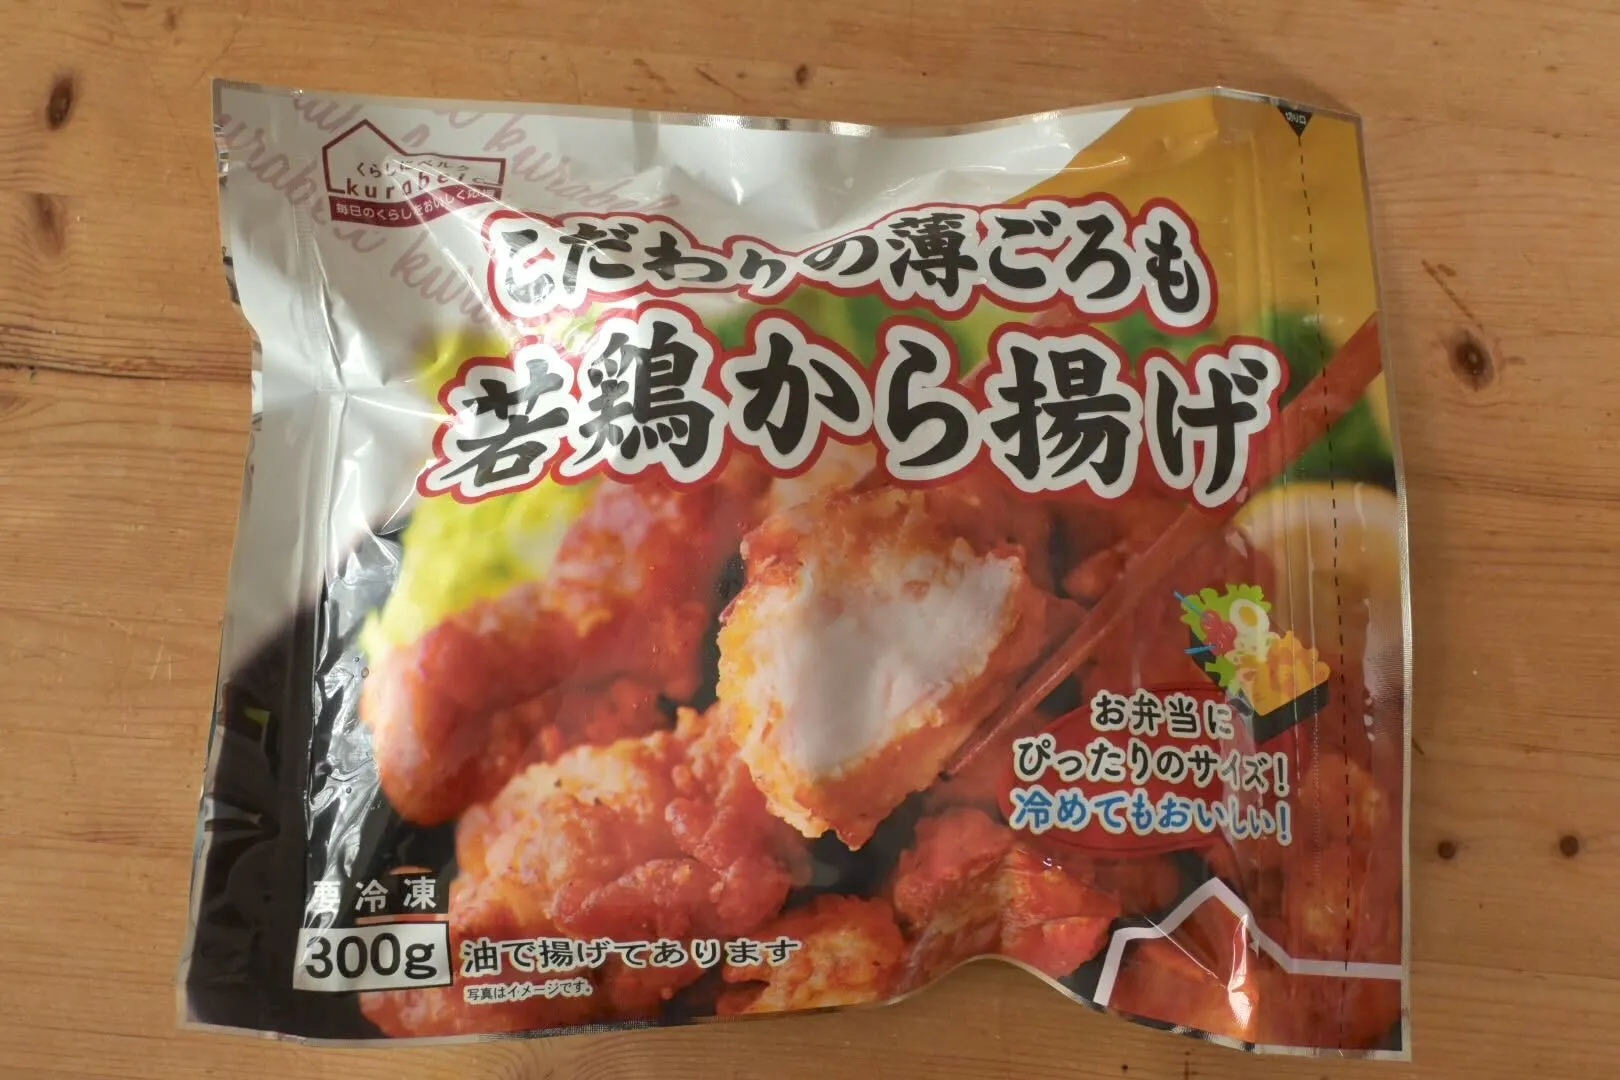 くらしにベルク
kurabelc
毎日のくらしをおいしく応援
切り口
こだわりの薄ごろも
若鶏から揚げ
お弁当に
ぴったりのサイズ!
冷めてもおいしい!
要冷凍
300g
油で揚げてあります
写真はイメージです。